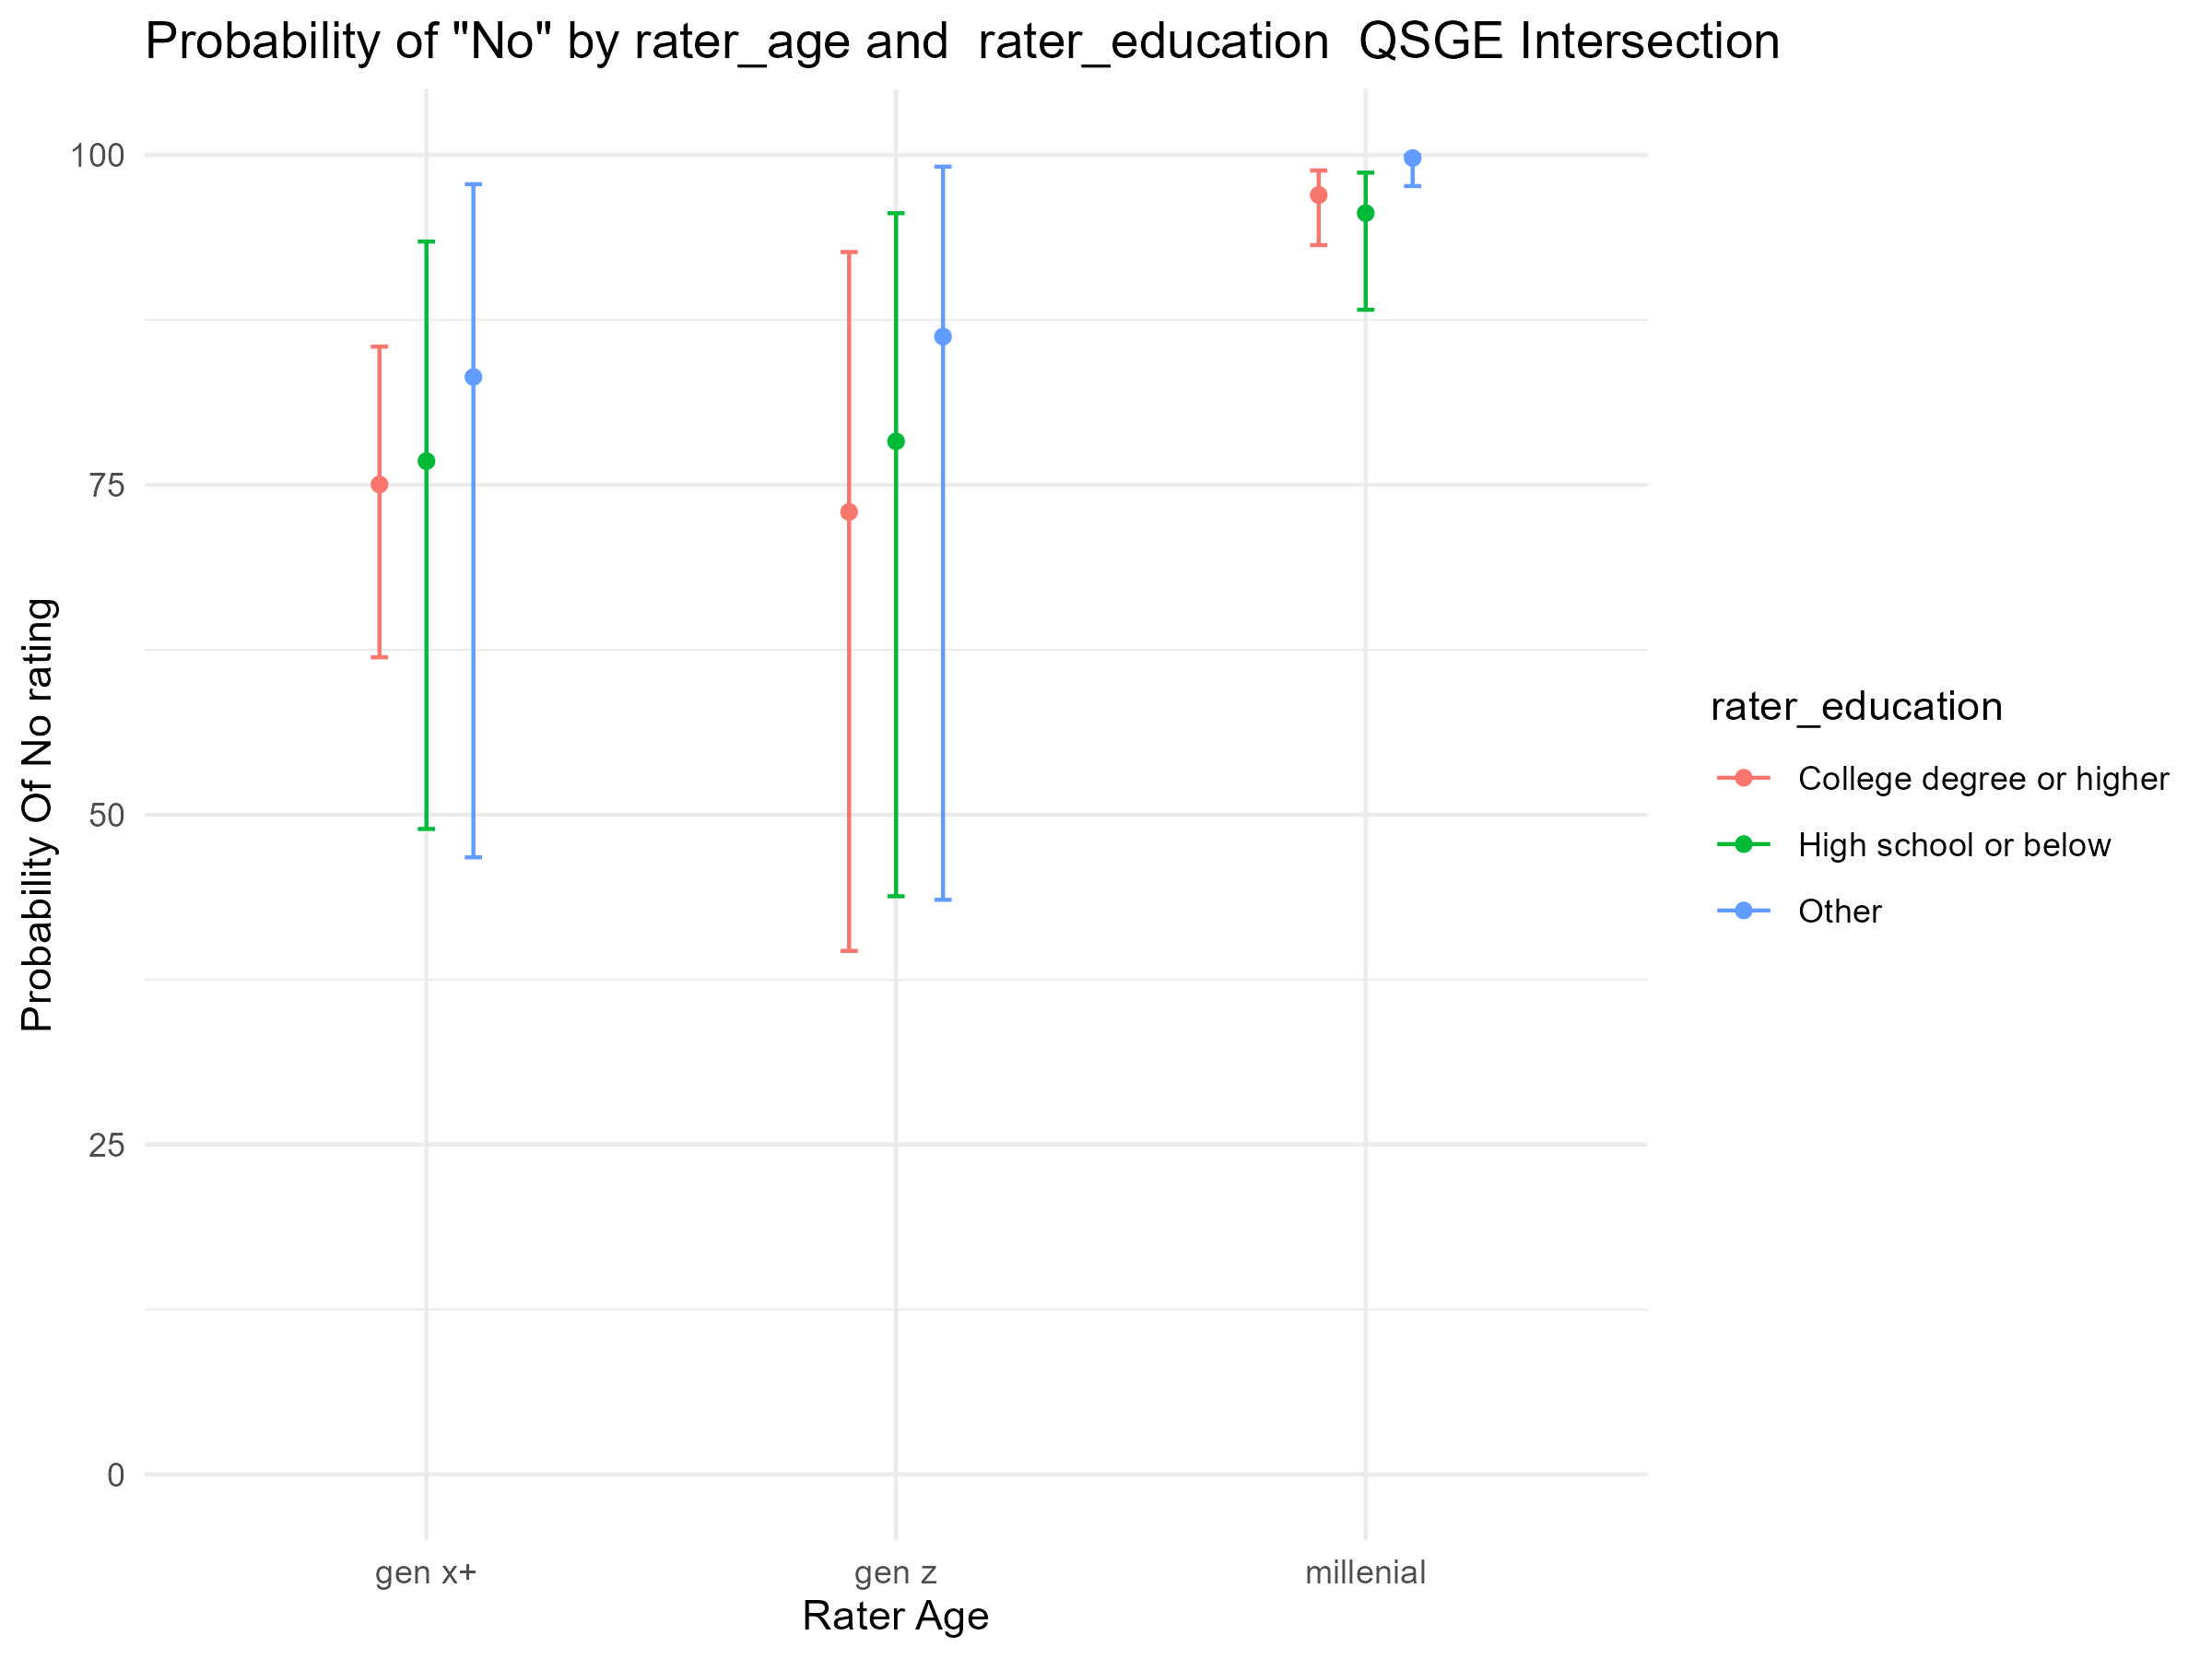 Probability of "No" by rater_age and  rater_education  QSGE Intersection
Probability Of No rating
100
75
50
25
0
gen x+
gen z
millenial
Rater Age
rater_education
College degree or higher
High school or below
Other